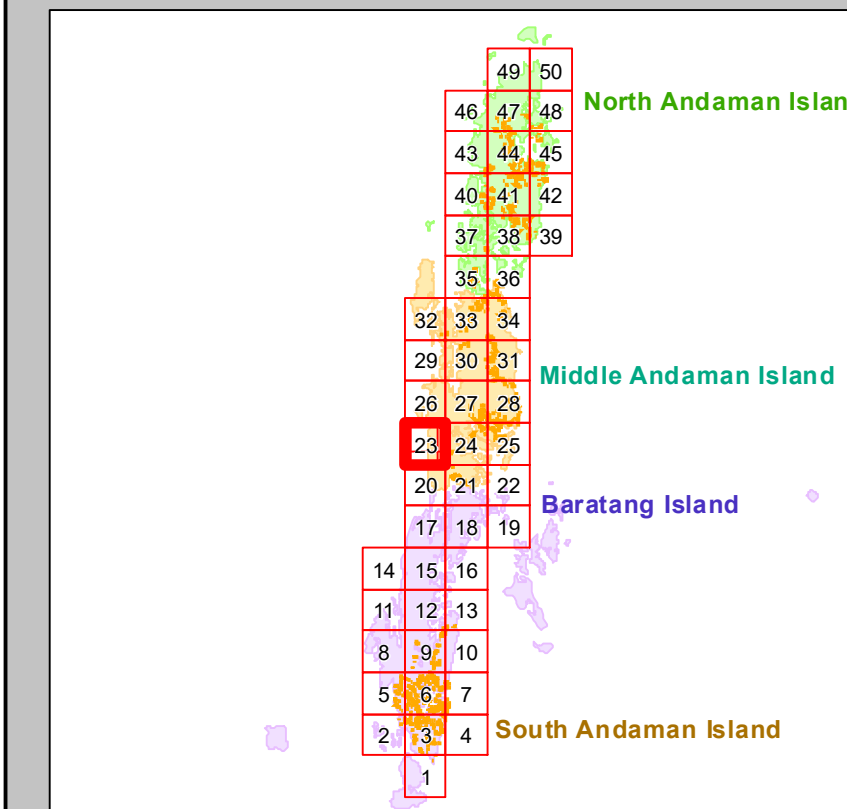 49 50
North Andaman Islan
46 47 48
43 44 45
40 41 42
37 38 39
35 36
32 33 34
29 30 31
Middle Andaman Island
26 27 28
23 24 25
20 21 22
Baratang Island
17 18 19
14 15 16
11 12 13
8 9 10
5 6 7
South Andaman Island
2 3 4
1